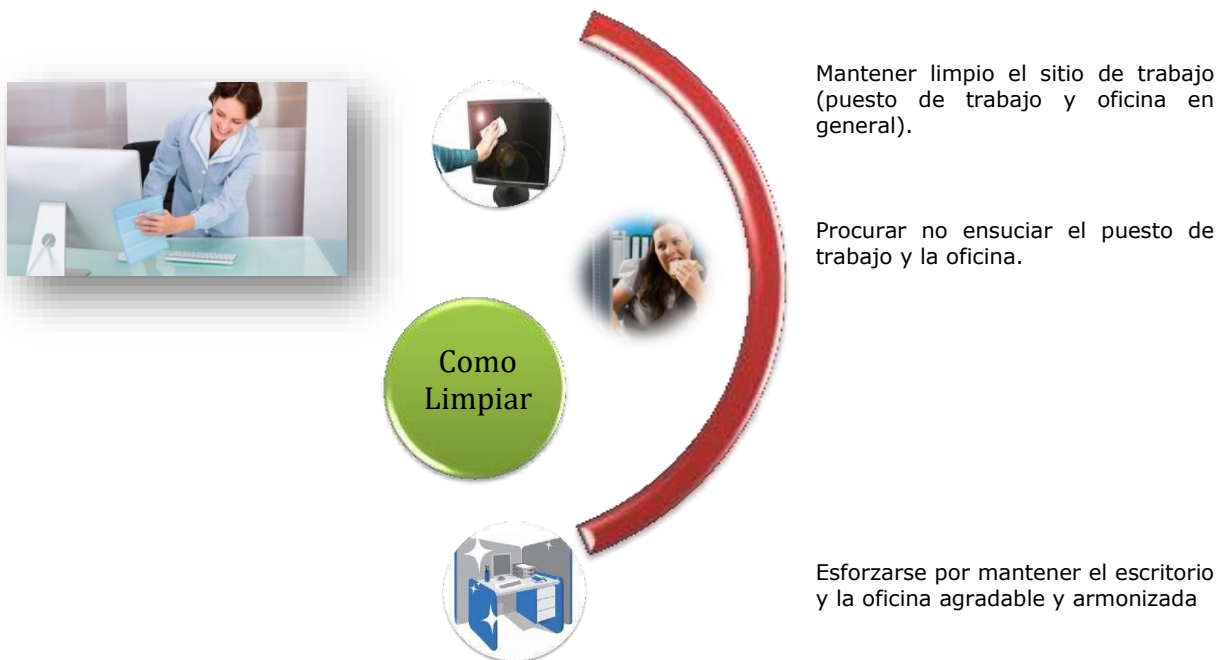 Mantener limpio el sitio de trabajo
(puesto de trabajo y oficina en
general).
Procurar no ensuciar el puesto de
trabajo y la oficina.
Como
Limpiar
Esforzarse por mantener el escritorio
y la oficina agradable y armonizada